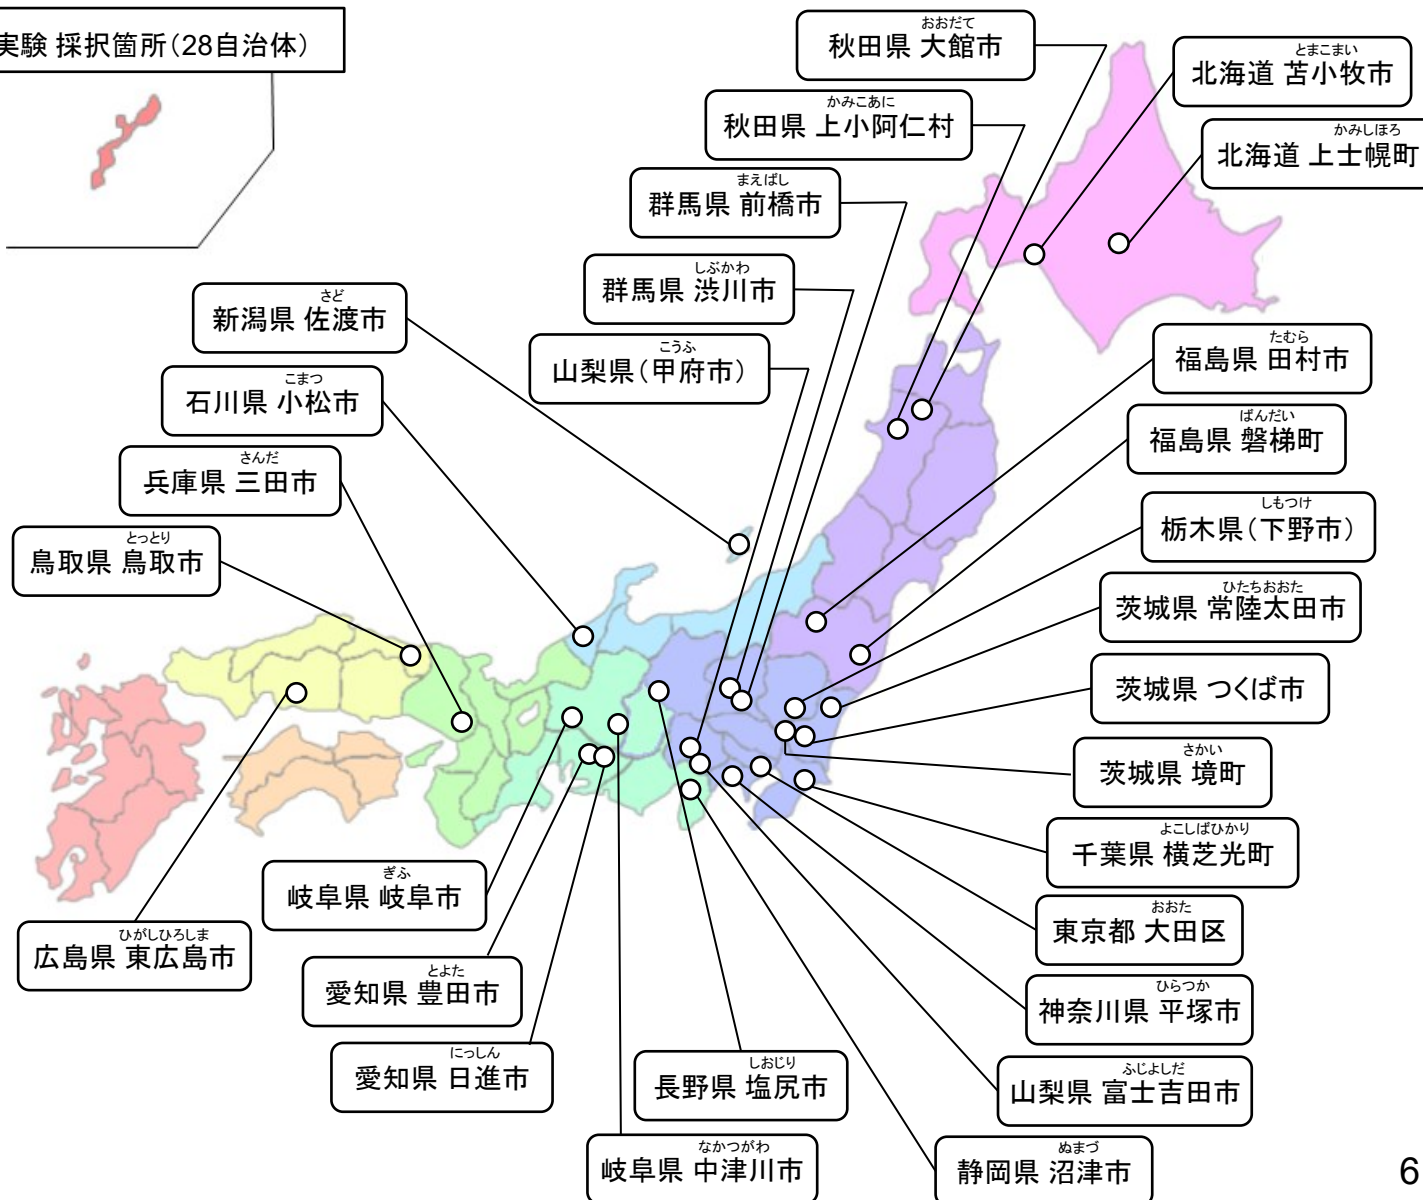 実験 採択箇所（28自治体）
おおだて
秋田県 大館市
とまこまい
北海道 苫小牧市
かみこあに
秋田県 上小阿仁村
かみしほろ
北海道 上士幌町
まえばし
群馬県 前橋市
しぶかわ
群馬県 渋川市
さど
新潟県 佐渡市
こうふ
山梨県（甲府市）
たむら
福島県 田村市
こまつ
石川県 小松市
ばんだい
福島県 磐梯町
さんだ
兵庫県 三田市
しもつけ
栃木県（下野市）
とっとり
鳥取県 鳥取市
ひたちおおた
茨城県 常陸太田市
茨城県 つくば市
さかい
茨城県 境町
よこしばひかり
千葉県 横芝光町
ぎふ
岐阜県 岐阜市
おおた
東京都 大田区
ひがしひろしま
広島県 東広島市
とよた
愛知県 豊田市
ひらつか
神奈川県 平塚市
にっしん
愛知県 日進市
しおじり
長野県 塩尻市
ふじよしだ
山梨県 富士吉田市
なかつがわ
岐阜県 中津川市
ぬまづ
静岡県 沼津市
6